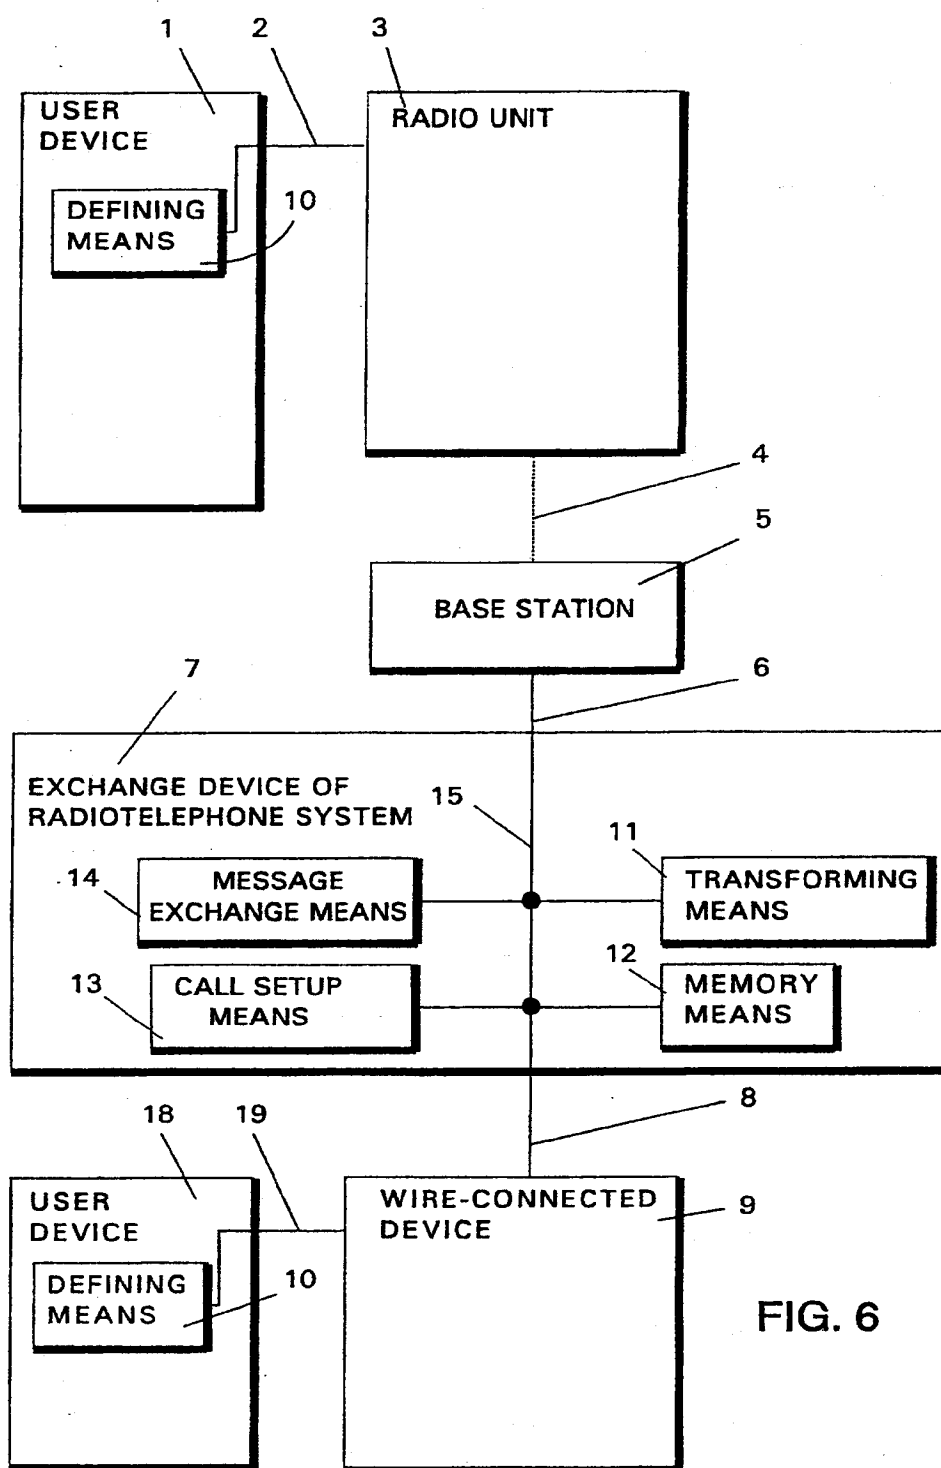 1
2
3
USER
DEVICE
RADIO UNIT
DEFINING
MEANS
10
4
5
BASE STATION
7
6
EXCHANGE DEVICE OF
RADIOTELEPHONE SYSTEM
15
11
14
MESSAGE
EXCHANGE MEANS
TRANSFORMING
MEANS
13
CALL SETUP
MEANS
12
MEMORY
MEANS
8
18
19
USER
DEVICE
WIRE-CONNECTED
DEVICE
9
DEFINING
MEANS
10
FIG. 6